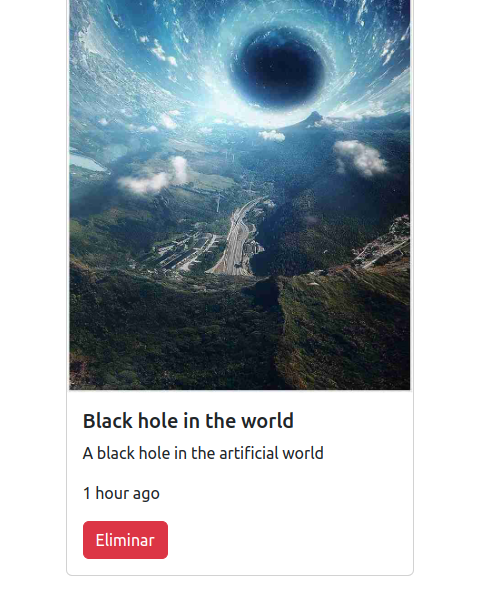 Black hole in the world
A black hole in the artificial world
1 hour ago
Eliminar